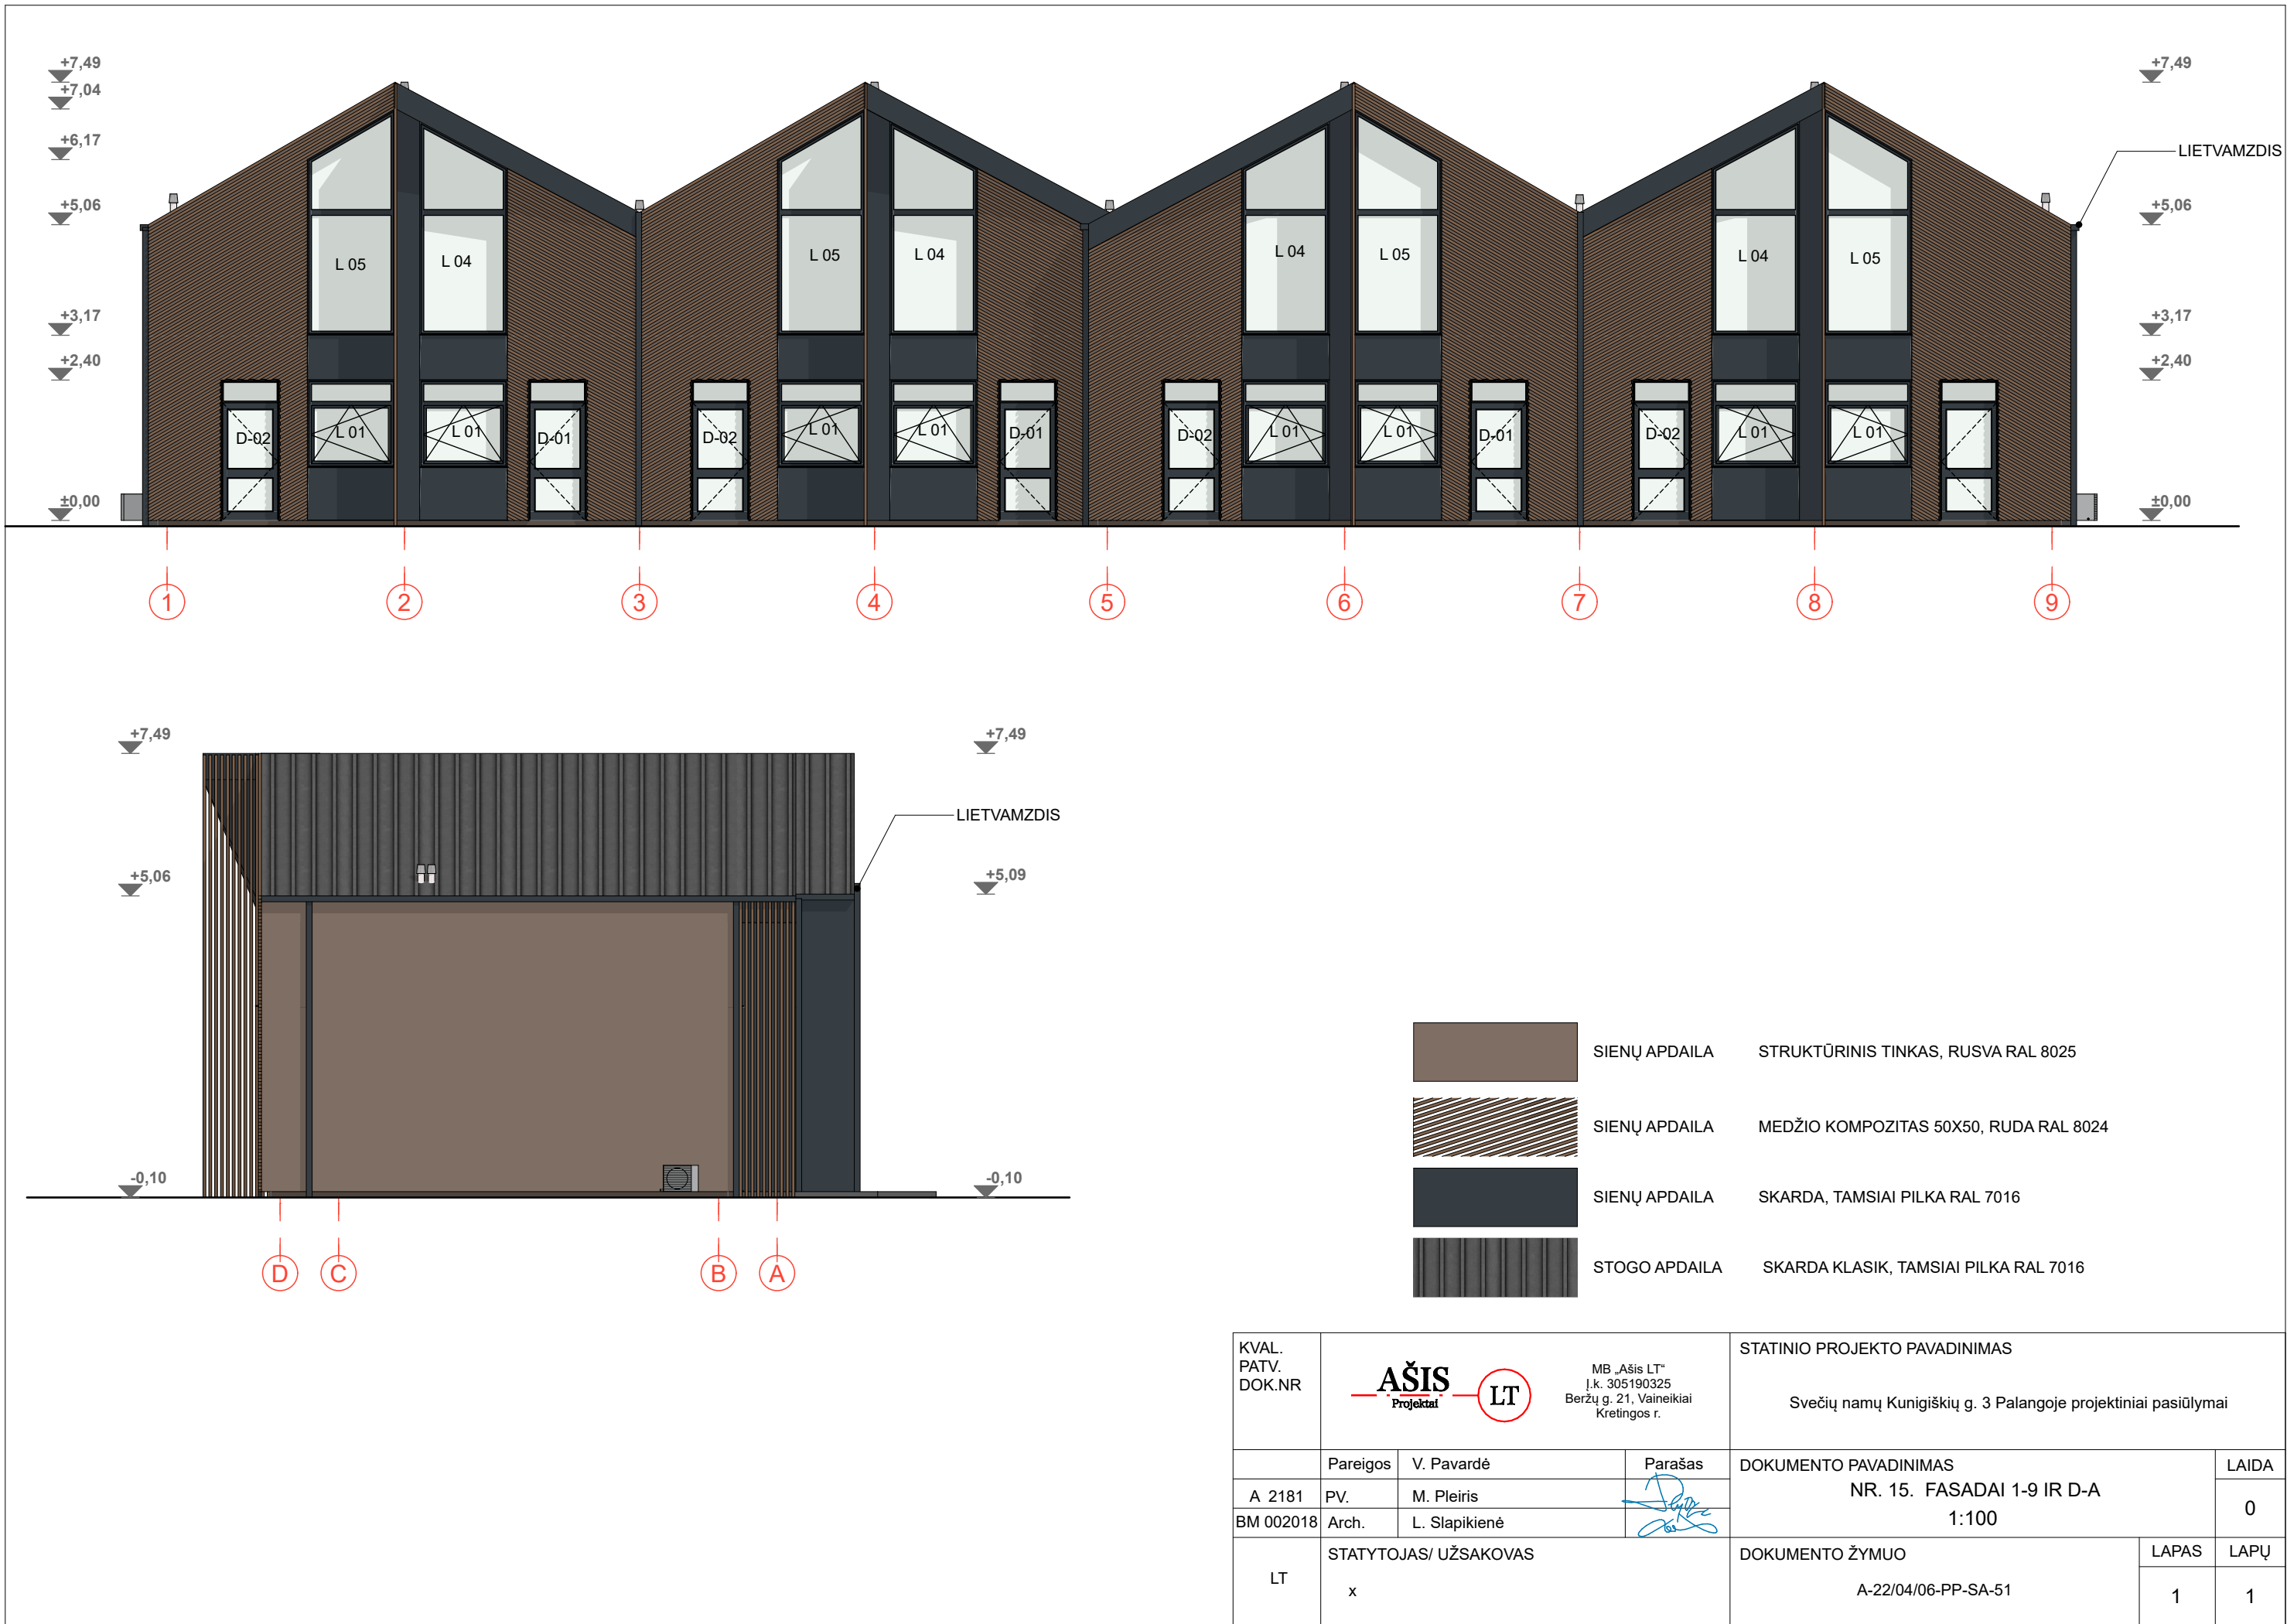 +7,49
+7,04
+6,17
+5,06
+3,17
+2,40
±0,00
+7,49
+5,06
+3,17
+2,40
±0,00
LIETVAMZDIS
L 05
L 04
L 05
L 04
L 04
L 05
L 04
L 05
D-02
L 01
L 01
D-01
D-02
L 01
L 01
D-01
D-02
L 01
L 01
D-01
D-02
L 01
L 01
1
2
3
4
5
6
7
8
9
+7,49
+5,06
-0,10
+7,49
LIETVAMZDIS
+5,09
-0,10
D
C
B
A
SIENŲ APDAILA STRUKTŪRINIS TINKAS, RUSVA RAL 8025
SIENŲ APDAILA MEDŽIO KOMPOZITAS 50X50, RUDA RAL 8024
SIENŲ APDAILA SKARDA, TAMSIAI PILKA RAL 7016
STOGO APDAILA SKARDA KLASIK, TAMSIAI PILKA RAL 7016
KVAL.
PATV.
DOK.NR
AŠIS
Projektai
LT
MB „Ašis LT“
Į.k. 305190325
Beržų g. 21, Vaineikiai
Kretingos r.
STATINIO PROJEKTO PAVADINIMAS
Svečių namų Kunigiškių g. 3 Palangoje projektiniai pasiūlymai
Pareigos V. Pavardė Parašas
A 2181 PV. M. Pleiris
BM 002018 Arch. L. Slapikienė
DOKUMENTO PAVADINIMAS
NR. 15. FASADAI 1-9 IR D-A
1:100
LAIDA
0
LT
STATYTOJAS/ UŽSAKOVAS
x
DOKUMENTO ŽYMUO
A-22/04/06-PP-SA-51
LAPAS
1
LAPŲ
1